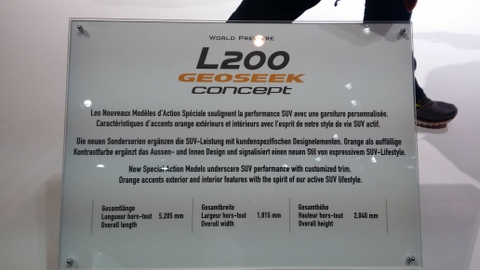 WORLD PREMIERE
L200
GEOSEEK
concept
Les Nouveaux Modèles d'Action Spéciale soulignent la performance SUV avec une garniture personnalisée.
Caractéristiques d'accents orange extérieurs et intérieurs avec l'esprit de notre style de vie SUV actif.
Die neuen Sonderserien ergänzen die SUV-Leistung mit kundenspezifischen Designelementen. Orange als auffällige
Kontrastfarbe ergänzt das Aussen- und Innen Design und signalisiert einen neuen Stil von expressivem SUV-Lifestyle.
New Special Action Models underscore SUV performance with customized trim.
Orange accents exterior and interior features with the spirit of our active SUV lifestyle.
Gesamtlänge
Longueur hors-tout 5,205 mm
Overall length
Gesamtbreite
Largeur hors-tout 1,815 mm
Overall width
Gesamthöhe
Hauteur hors-tout 2,040 mm
Overall height